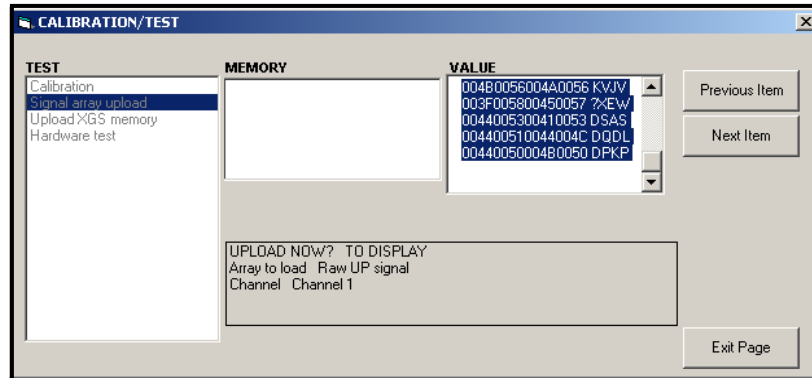 CALIBRATION/TEST
TEST
Calibration
Signal array upload
Upload XGS memory
Hardware test
MEMORY
VALUE
004B0056004A0056 KVJV
003F005800450057 ?XEW
0044005300410053 DSAS
004400510044004C DQDL
00440050004B0050 DPKP
Previous Item
Next Item
UPLOAD NOW? TO DISPLAY
Array to load Raw UP signal
Channel Channel 1
Exit Page